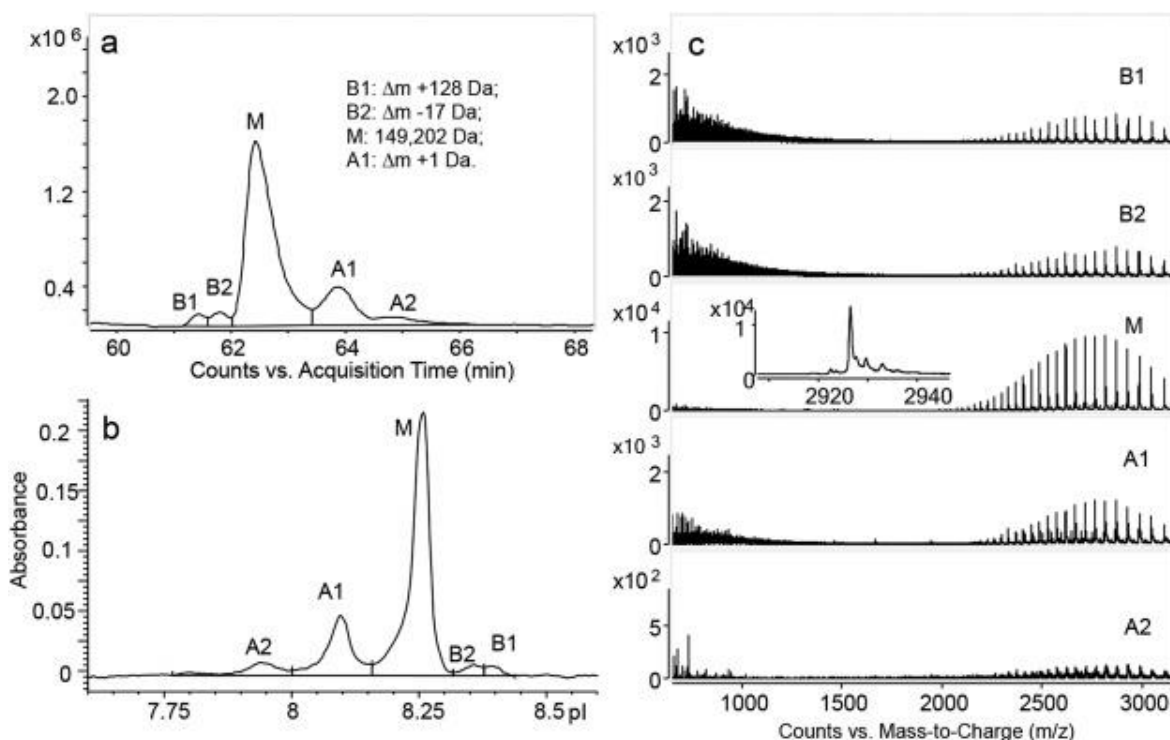 a
x10 6
2.0
1.2
0.4
B1: Δm +128 Da;
B2: Δm -17 Da;
M: 149,202 Da;
A1: Δm +1 Da.
M
B1
B2
A1
A2
60 62 64 66 68
Counts vs. Acquisition Time (min)
b
Absorbance
0.2
0.15
0.1
0.05
0
M
A1
A2
B2
B1
7.75 8 8.25 8.5 pI
c
x10 3
2
0
B1
x10 3
2
0
B2
x10 4
1
0
M
x10 4
1
0
2920 2940
x10 3
2
0
A1
x10 2
5
0
A2
1000 1500 2000 2500 3000
Counts vs. Mass-to-Charge (m/z)